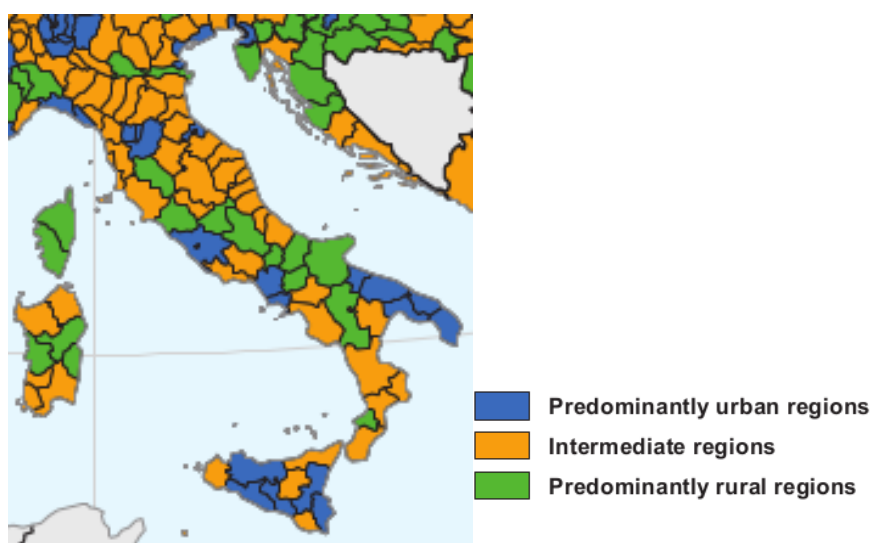 Predominantly urban regions
Intermediate regions
Predominantly rural regions